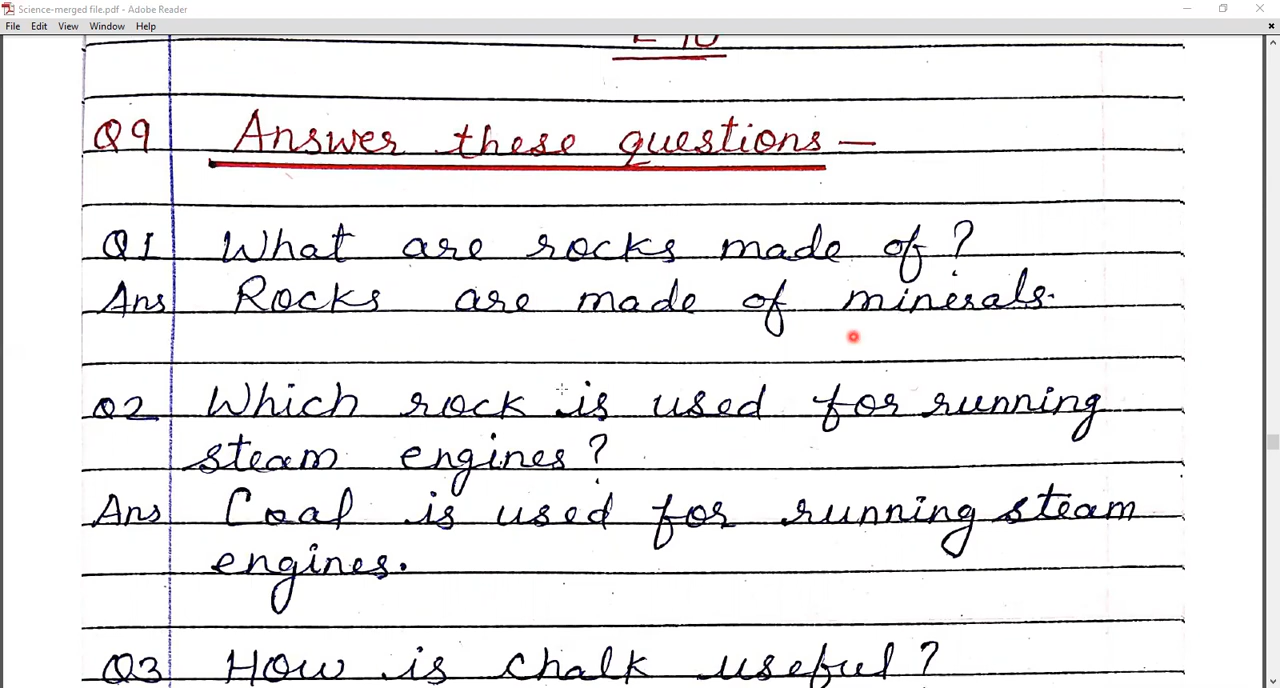 Science-merged file.pdf - Adobe Reader
File Edit View Window Help
Q9 Answer these questions —
Q1 What are rocks made of?
Ans Rocks are made of minerals.
Q2 Which rock is used for running
steam engines?
Ans Coal is used for running steam
engines.
Q3 How is chalk useful?